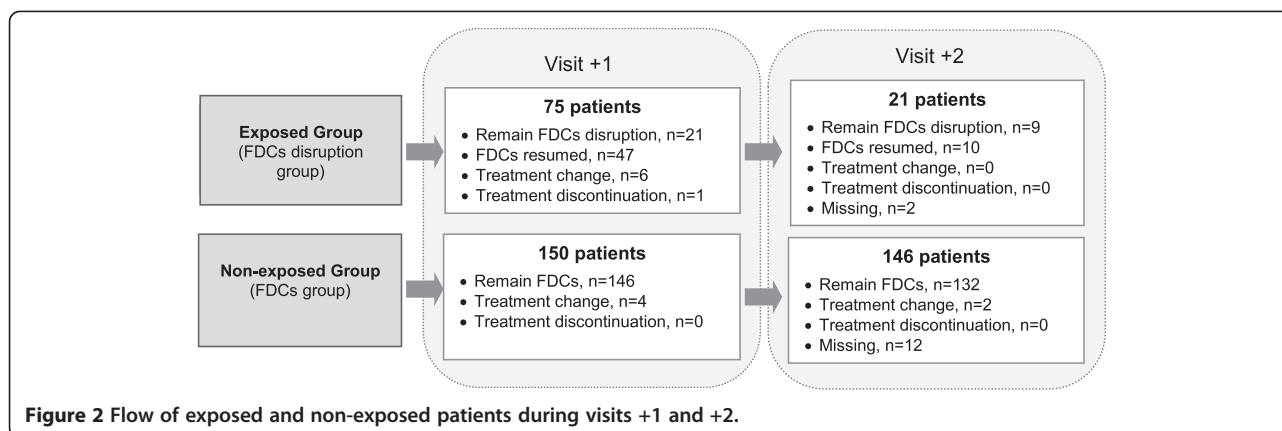 Visit +1
Visit +2
Exposed Group
(FDCs disruption
group)
75 patients
• Remain FDCs disruption, n=21
• FDCs resumed, n=47
• Treatment change, n=6
• Treatment discontinuation, n=1
21 patients
• Remain FDCs disruption, n=9
• FDCs resumed, n=10
• Treatment change, n=0
• Treatment discontinuation, n=0
• Missing, n=2
Non-exposed Group
(FDCs group)
150 patients
• Remain FDCs, n=146
• Treatment change, n=4
• Treatment discontinuation, n=0
146 patients
• Remain FDCs, n=132
• Treatment change, n=2
• Treatment discontinuation, n=0
• Missing, n=12
Figure 2 Flow of exposed and non-exposed patients during visits +1 and +2.